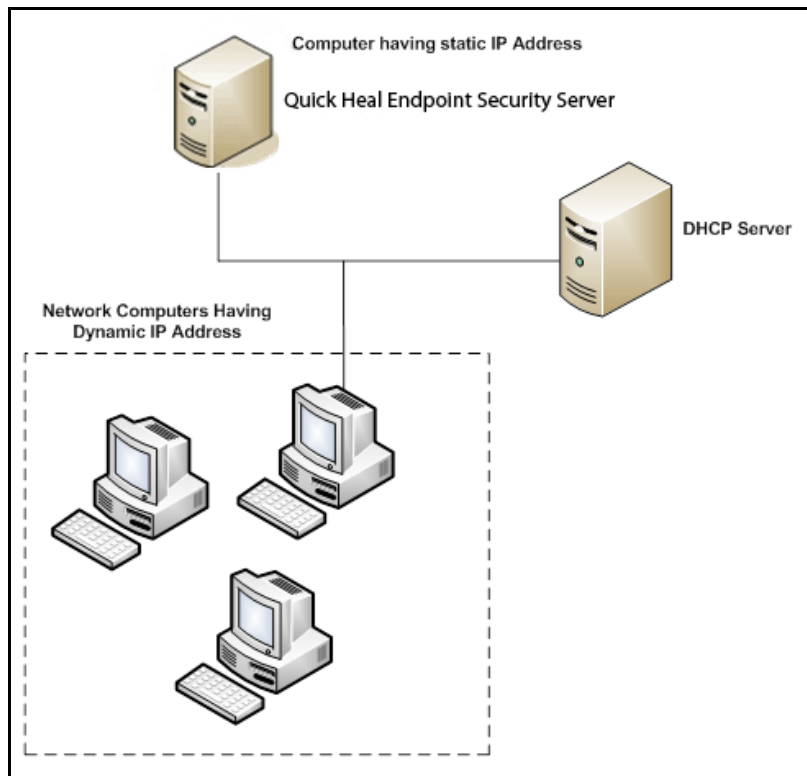 Computer having static IP Address
Quick Heal Endpoint Security Server
DHCP Server
Network Computers Having
Dynamic IP Address